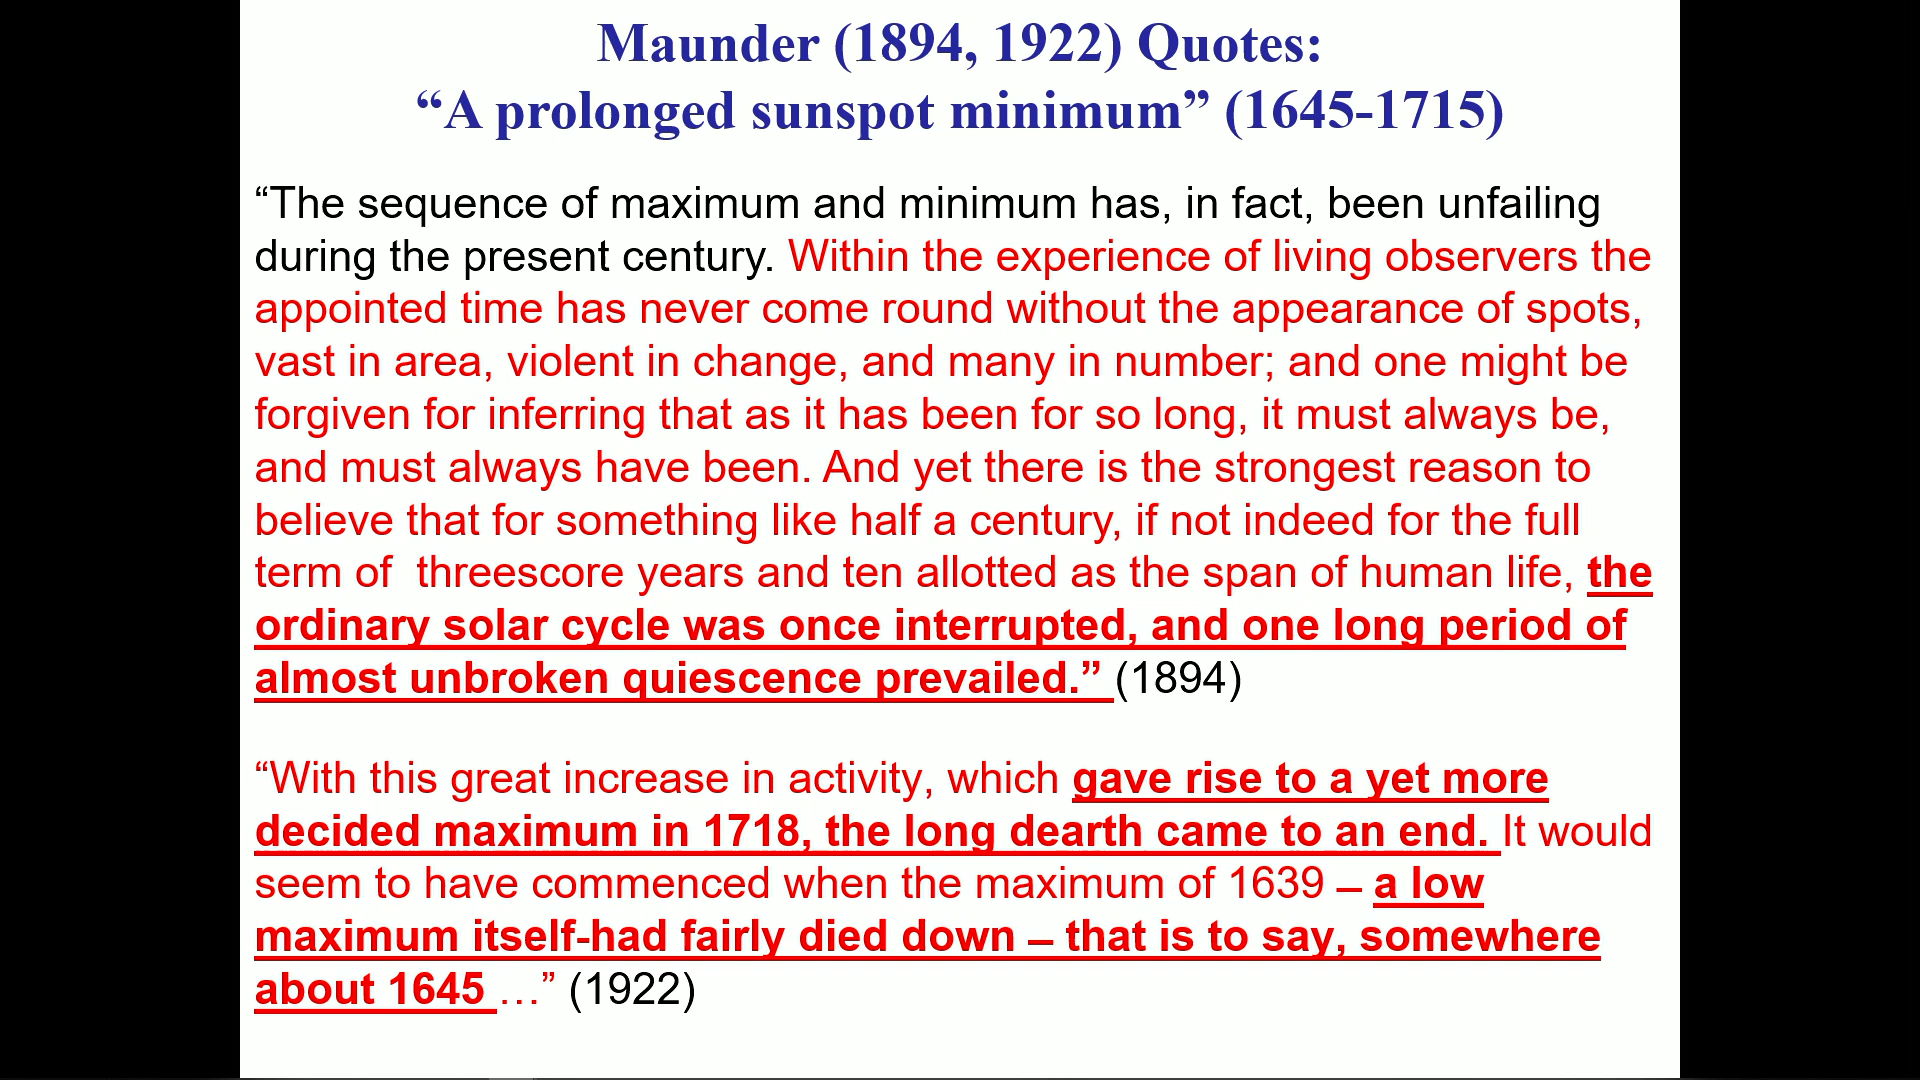 Maunder (1894, 1922) Quotes:
“A prolonged sunspot minimum” (1645-1715)
“The sequence of maximum and minimum has, in fact, been unfailing
during the present century. Within the experience of living observers the
appointed time has never come round without the appearance of spots,
vast in area, violent in change, and many in number; and one might be
forgiven for inferring that as it has been for so long, it must always be,
and must always have been. And yet there is the strongest reason to
believe that for something like half a century, if not indeed for the full
term of  threescore years and ten allotted as the span of human life, the
ordinary solar cycle was once interrupted, and one long period of
almost unbroken quiescence prevailed.” (1894)
“With this great increase in activity, which gave rise to a yet more
decided maximum in 1718, the long dearth came to an end. It would
seem to have commenced when the maximum of 1639 – a low
maximum itself-had fairly died down – that is to say, somewhere
about 1645 …” (1922)